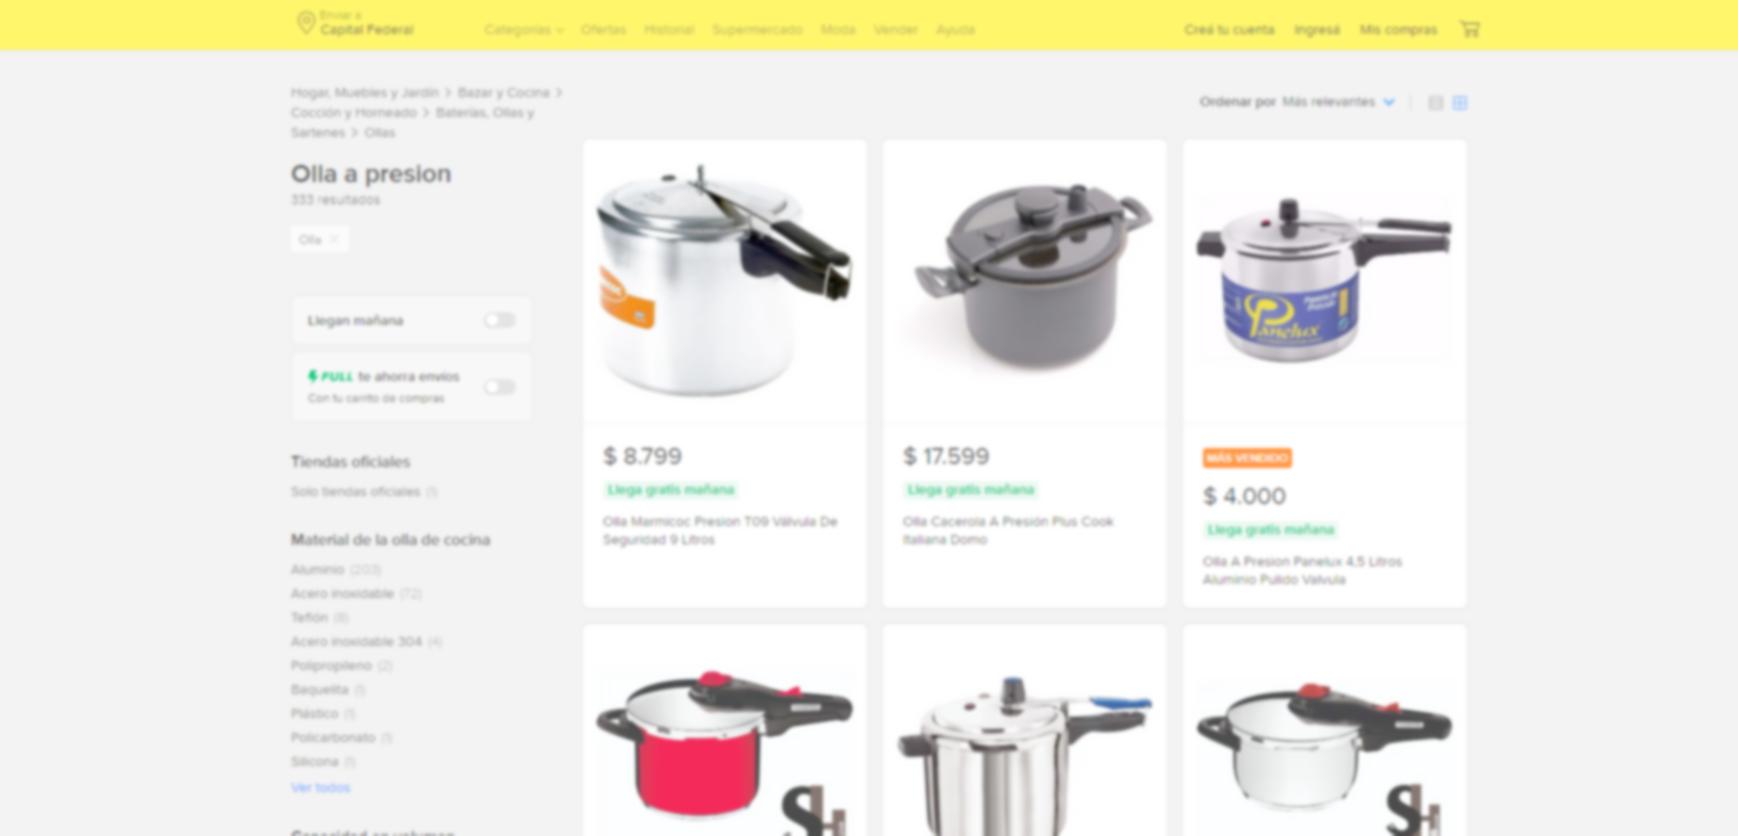 Enviar a
Capital Federal
Categorías Ofertas Historial Supermercado Moda Vender Ayuda
Creá tu cuenta Ingresá Mis compras
Hogar, Muebles y Jardín > Bazar y Cocina >
Cocción y Horneado > Baterías, Ollas y
Sartenes > Ollas
Ordenar por Más relevantes
Olla a presion
333 resultados
Olla
Llegan mañana
FULL te ahorra envíos
Con tu carrito de compras
Tiendas oficiales
Solo tiendas oficiales (1)
Material de la olla de cocina
Aluminio (203)
Acero inoxidable (72)
Teflón (8)
Acero inoxidable 304 (4)
Polipropileno (2)
Baquelita (1)
Plástico (1)
Policarbonato (1)
Silicona (1)
Ver todos
Capacidad en volumen
$ 8.799
Llega gratis mañana
Olla Marmicoc Presion T09 Válvula De
Seguridad 9 Litros
$ 17.599
Llega gratis mañana
Olla Cacerola A Presión Plus Cook
Italiana Domo
Panelux
MÁS VENDIDO
$ 4.000
Llega gratis mañana
Olla A Presion Panelux 4,5 Litros
Aluminio Pulido Valvula
SH
SH